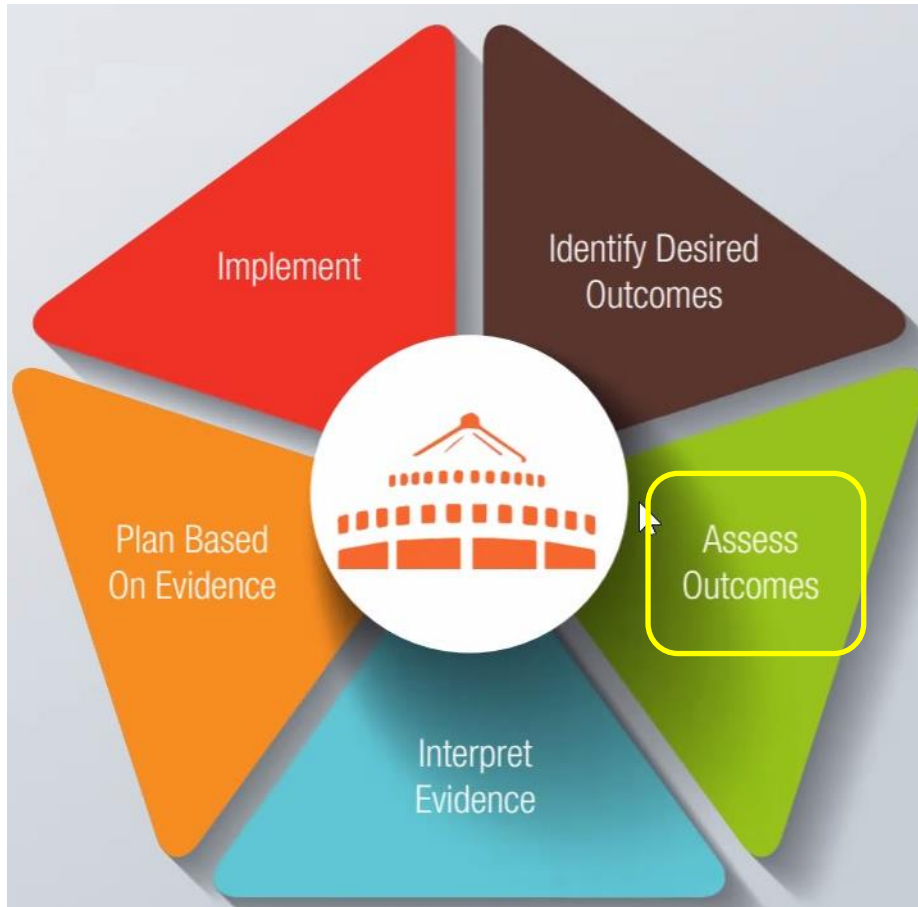 Implement
Identify Desired
Outcomes
Assess
Outcomes
Interpret
Evidence
Plan Based
On Evidence